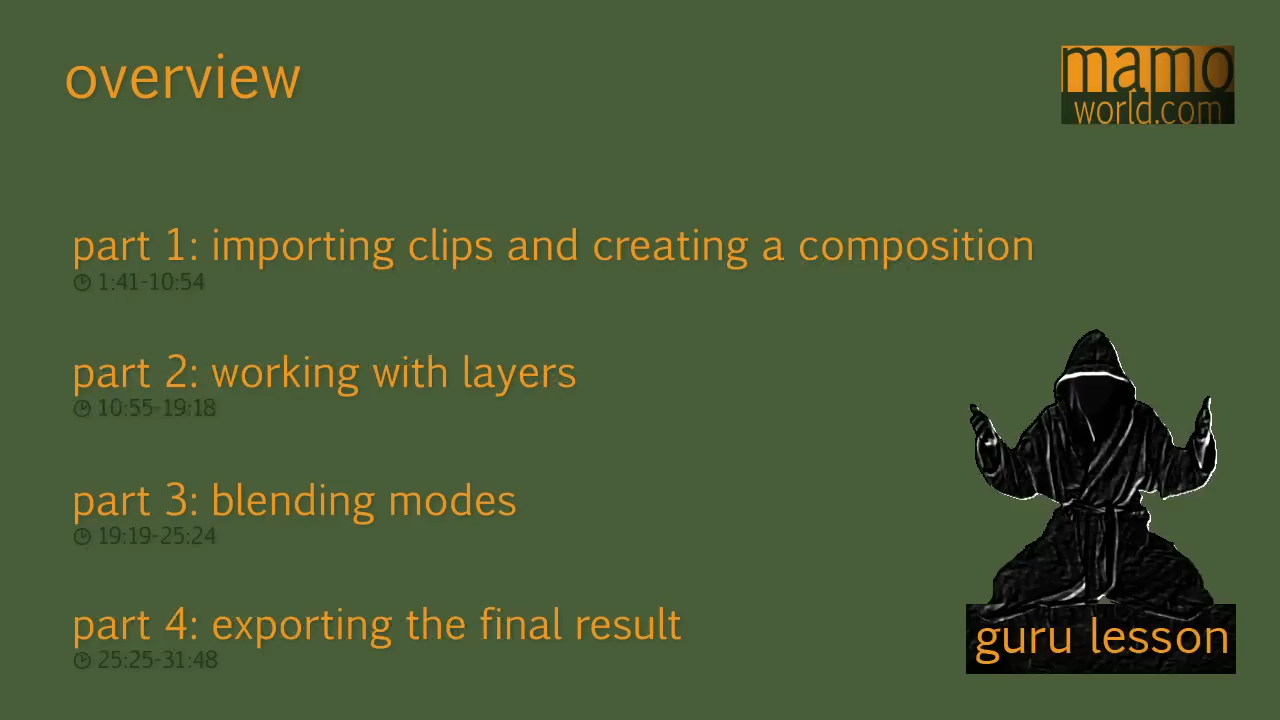 overview
mamo
world.com
part 1: importing clips and creating a composition
1:41-10:54
part 2: working with layers
10:55-19:18
part 3: blending modes
19:19-25:24
part 4: exporting the final result
25:25-31:48
guru lesson